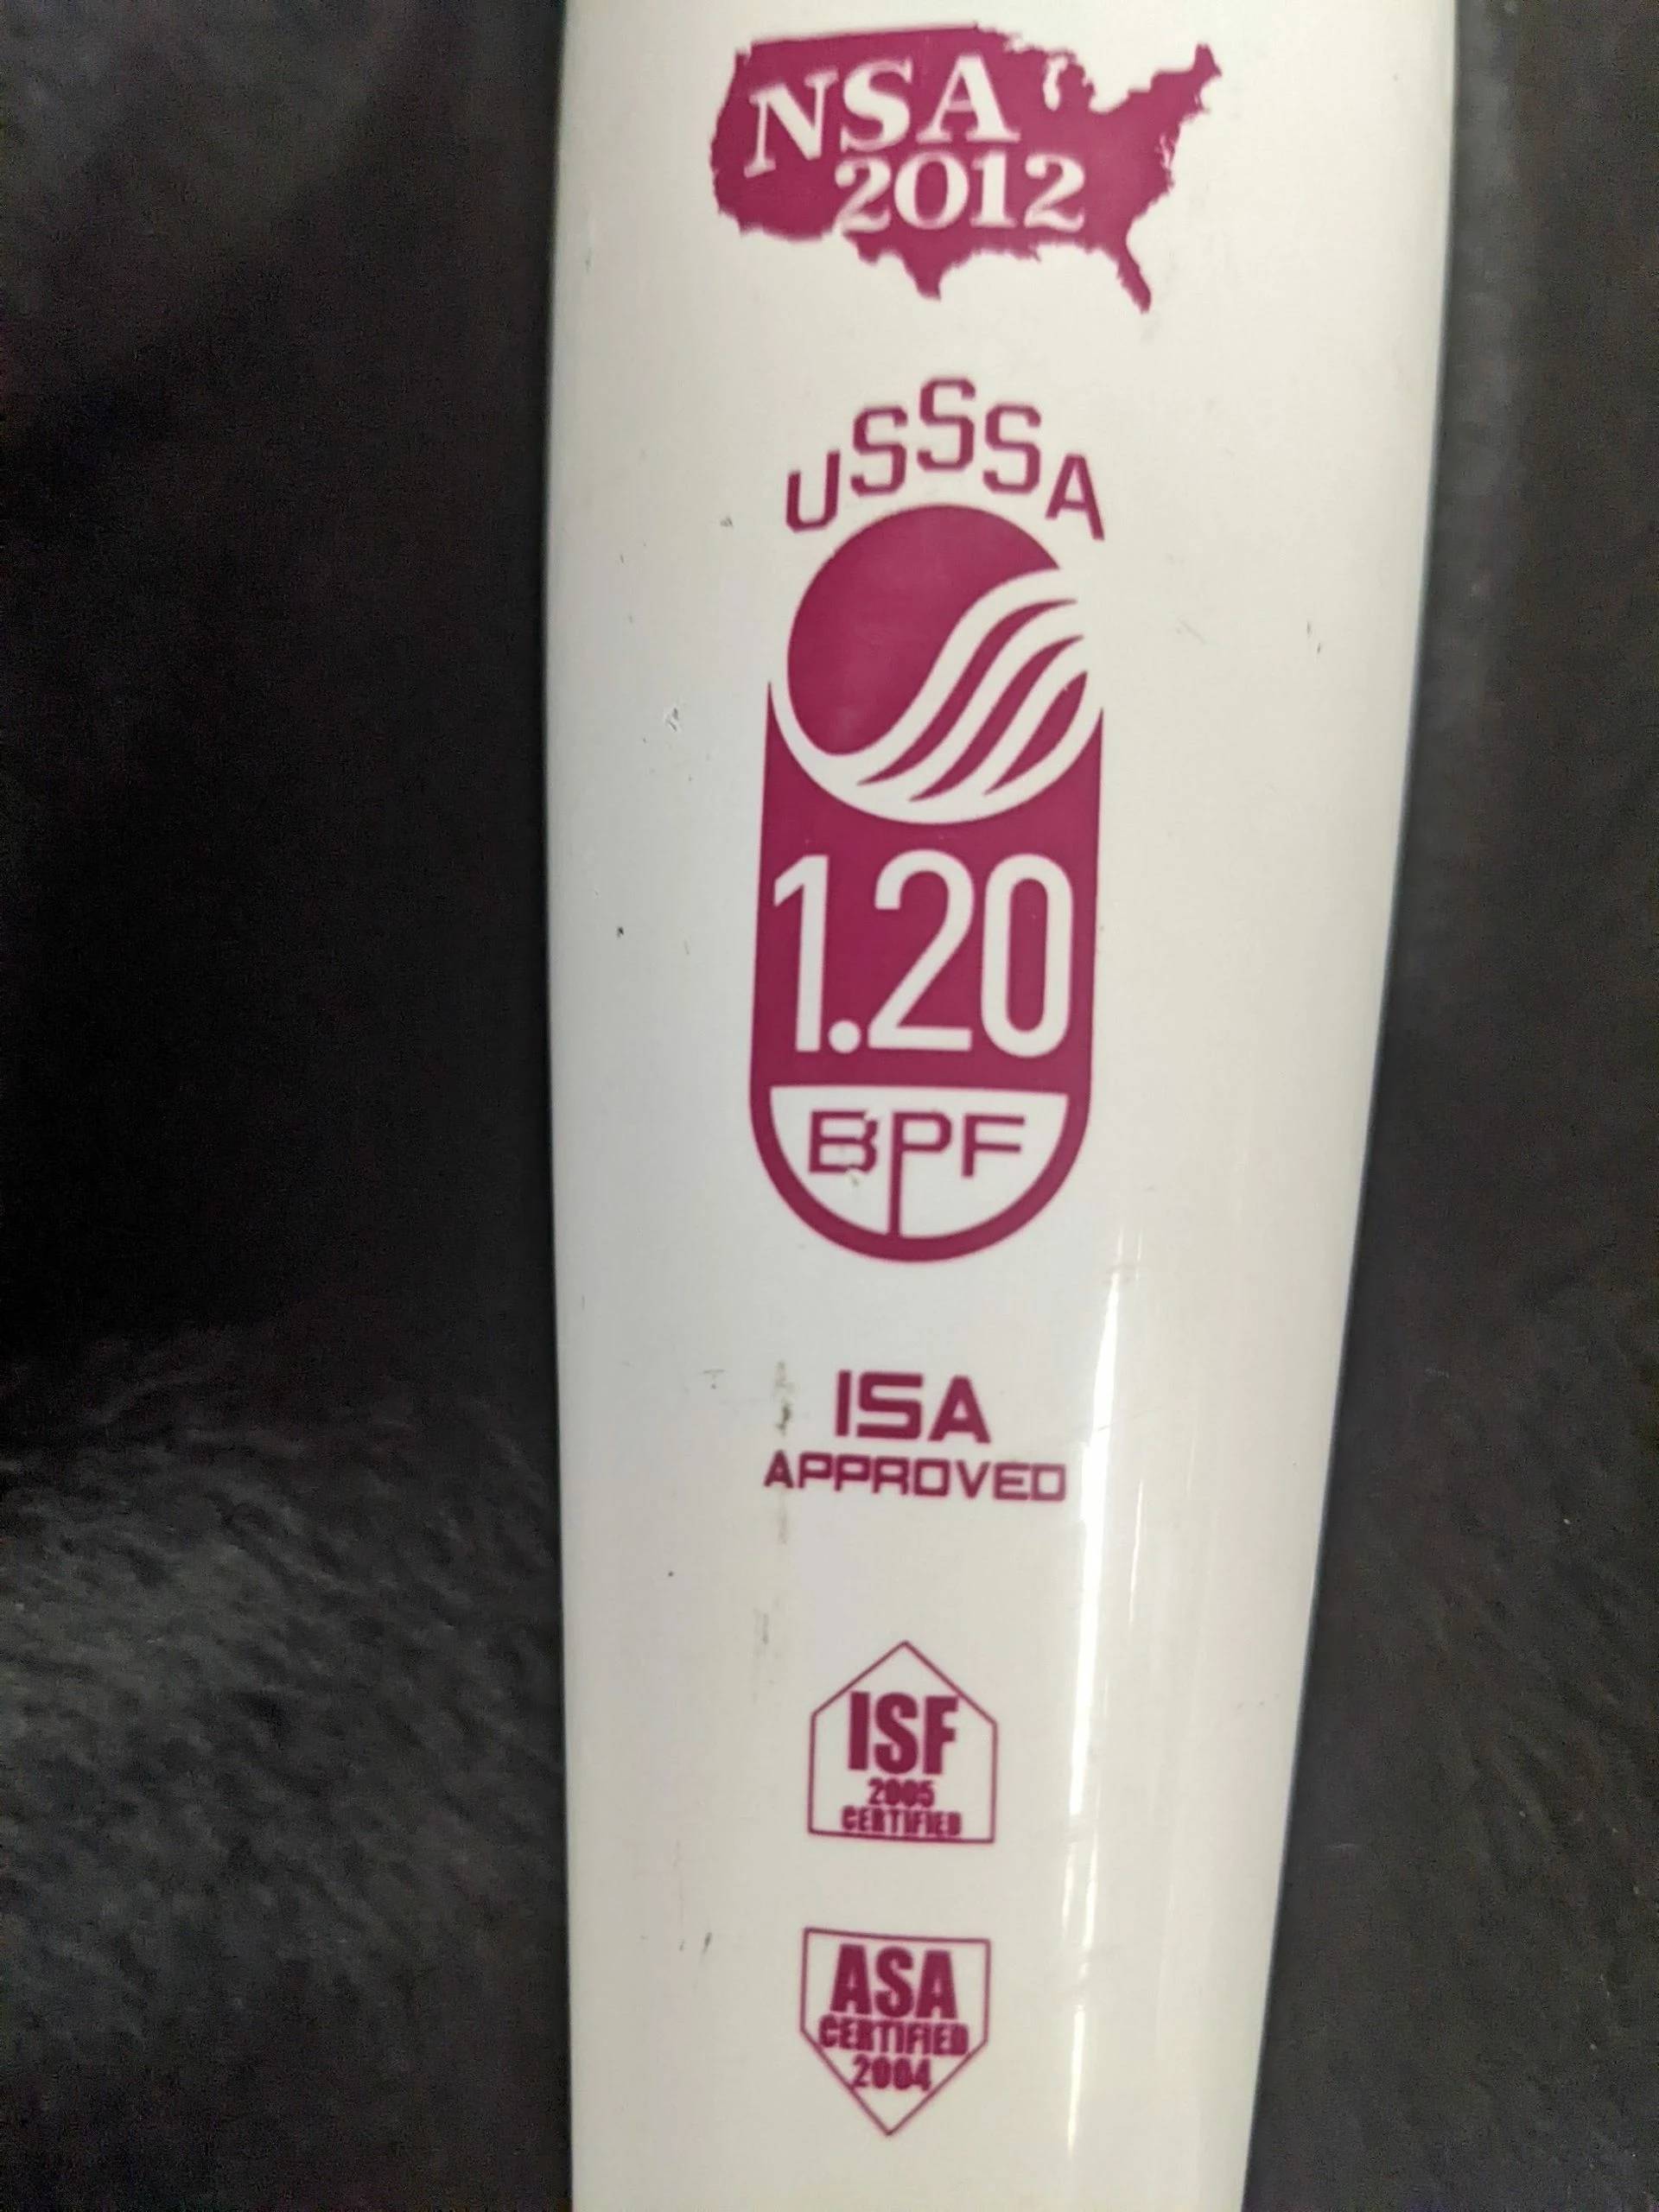 NSA
2012
USSSA
1.20
BPF
ISA
APPROVED
ISF
2005
CERTIFIED
ASA
CERTIFIED
2004